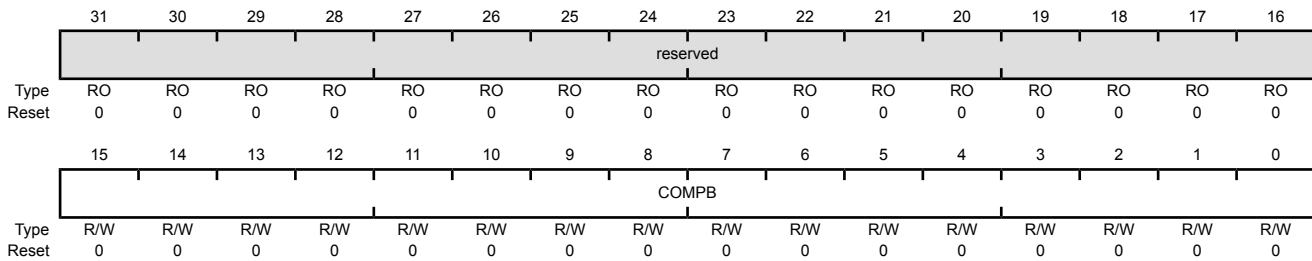 31 30 29 28 27 26 25 24 23 22 21 20 19 18 17 16
reserved
Type RO RO RO RO RO RO RO RO RO RO RO RO RO RO RO RO
Reset 0 0 0 0 0 0 0 0 0 0 0 0 0 0 0 0
15 14 13 12 11 10 9 8 7 6 5 4 3 2 1 0
COMPB
Type R/W R/W R/W R/W R/W R/W R/W R/W R/W R/W R/W R/W R/W R/W R/W R/W
Reset 0 0 0 0 0 0 0 0 0 0 0 0 0 0 0 0